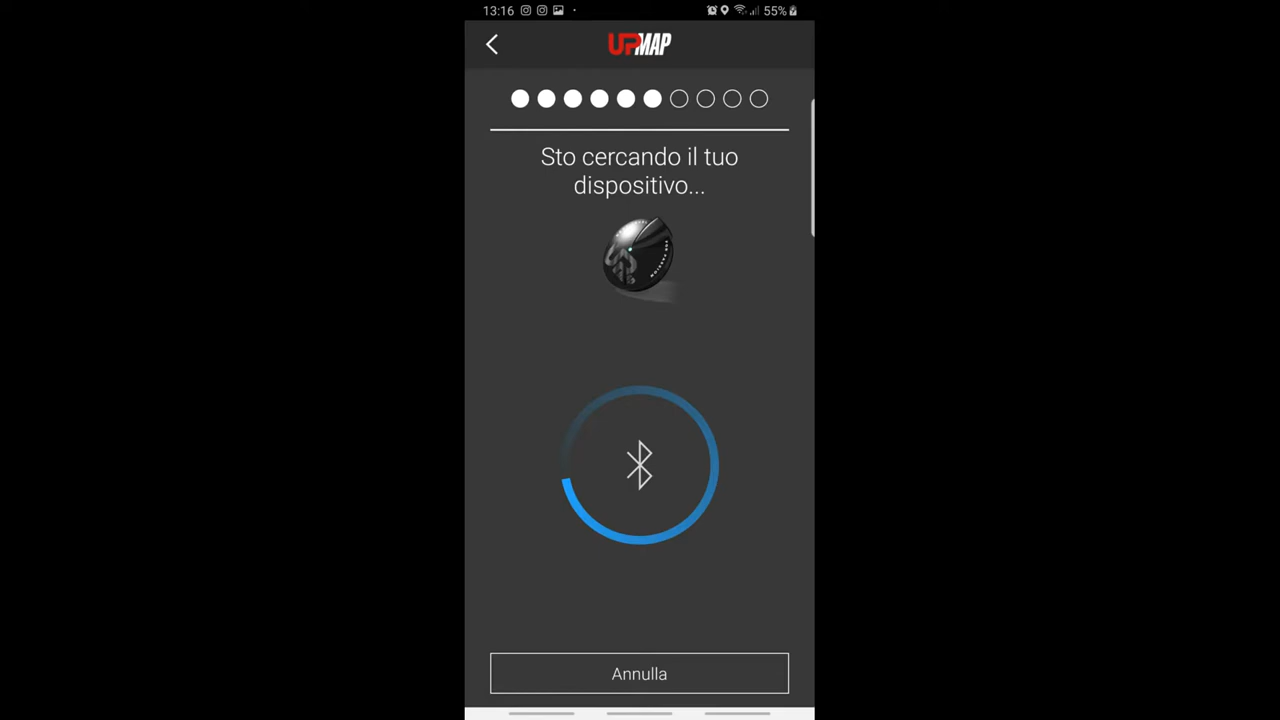 13:16
55%
UPMAP
Sto cercando il tuo
dispositivo...
Annulla